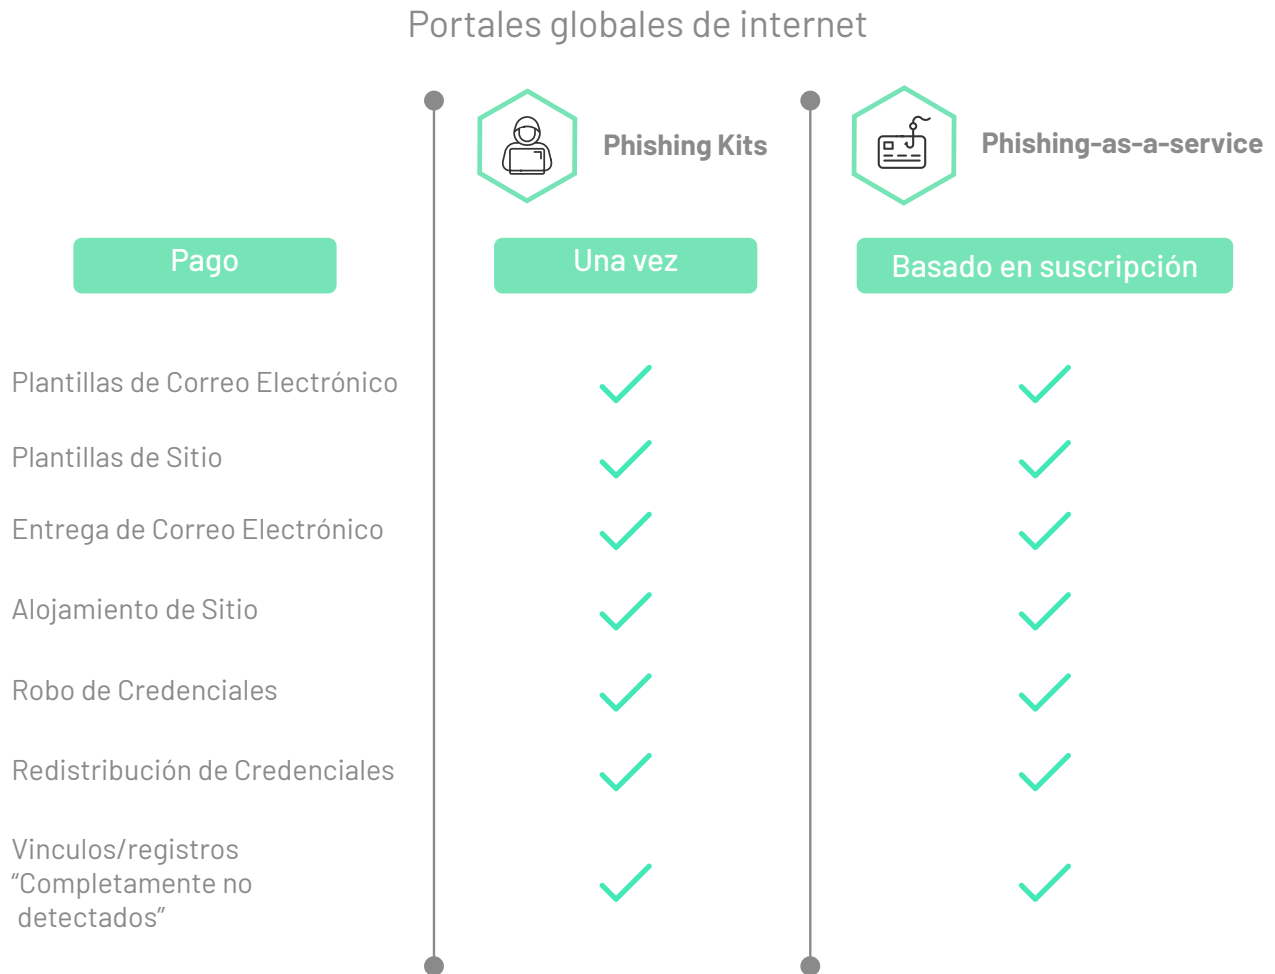 Portales globales de internet
Phishing Kits
Phishing-as-a-service
Pago
Una vez
Basado en suscripción
Plantillas de Correo Electrónico
Plantillas de Sitio
Entrega de Correo Electrónico
Alojamiento de Sitio
Robo de Credenciales
Redistribución de Credenciales
Vinculos/registros
“Completamente no
detectados”